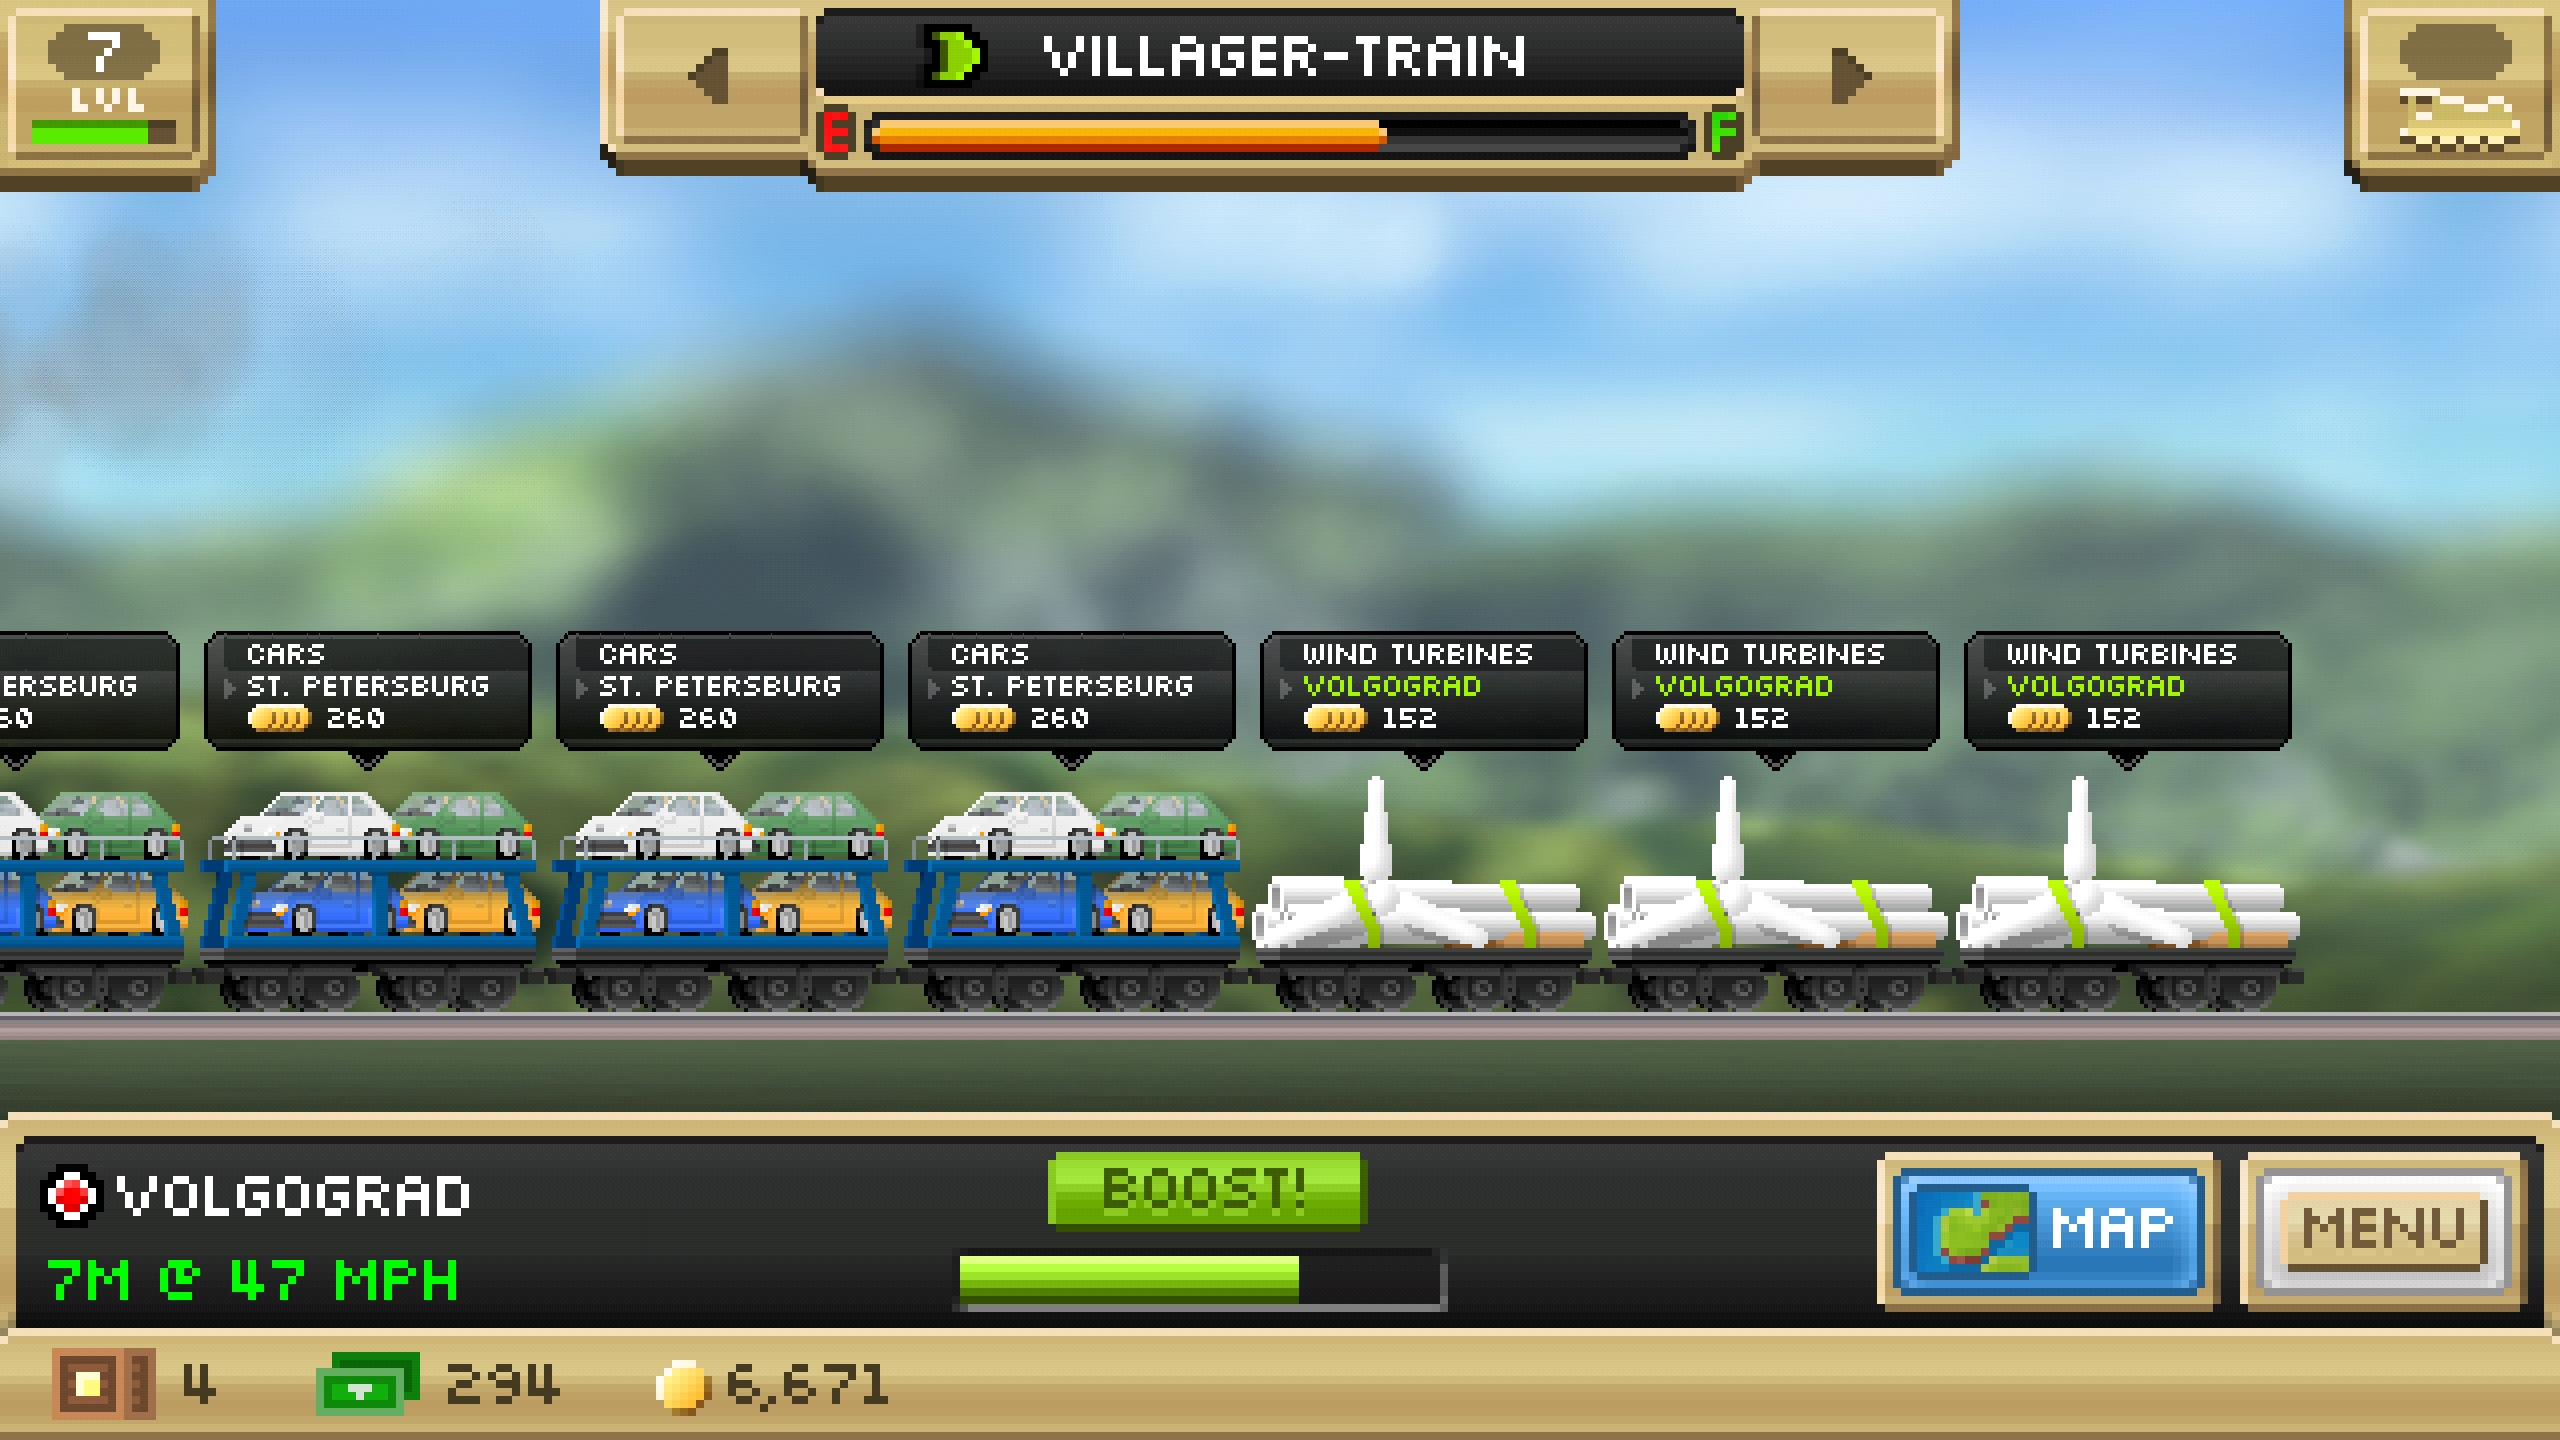 7
LVL
VILLAGER-TRAIN
E F
ERSBURG
CARS
ST. PETERSBURG
260
CARS
ST. PETERSBURG
260
CARS
ST. PETERSBURG
260
WIND TURBINES
VOLGOGRAD
152
WIND TURBINES
VOLGOGRAD
152
WIND TURBINES
VOLGOGRAD
152
VOLGOGRAD
7M @ 47 MPH
BOOST!
MAP
MENU
4
294
6,671